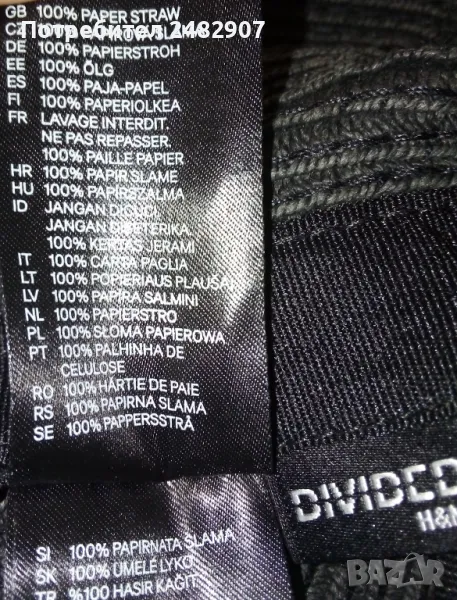 GB 100% PAPER STRAW
Потребител 2482907
CZ
DE 100% PAPIERSTROH
EE 100% ÕLG
ES 100% PAJA-PAPEL
FI 100% PAPERIOLKEA
FR LAVAGE INTERDIT.
NE PAS REPASSER.
100% PAILLE PAPIER
HR 100% PAPIR SLAME
HU 100% PAPÍRSZALMA
ID JANGAN DICUCI.
JANGAN DISETERIKA.
100% KERTAS JERAMI
IT 100% CARTA PAGLIA
LT 100% POPIERIAUS PLAUŠAI
LV 100% PAPĪRA SALMIŅI
NL 100% PAPIERSTRO
PL 100% SŁOMA PAPIEROWA
PT 100% PALHINHA DE
CELULOSE
RO 100% HÂRTIE DE PAIE
RS 100% PAPIRNA SLAMA
SE 100% PAPPERSSTRÅ
DIVIDED
H&M
SI 100% PAPIRNATA SLAMA
SK 100% UMELÉ LYKO
TR %100 HASIR KAĞIT
bazar